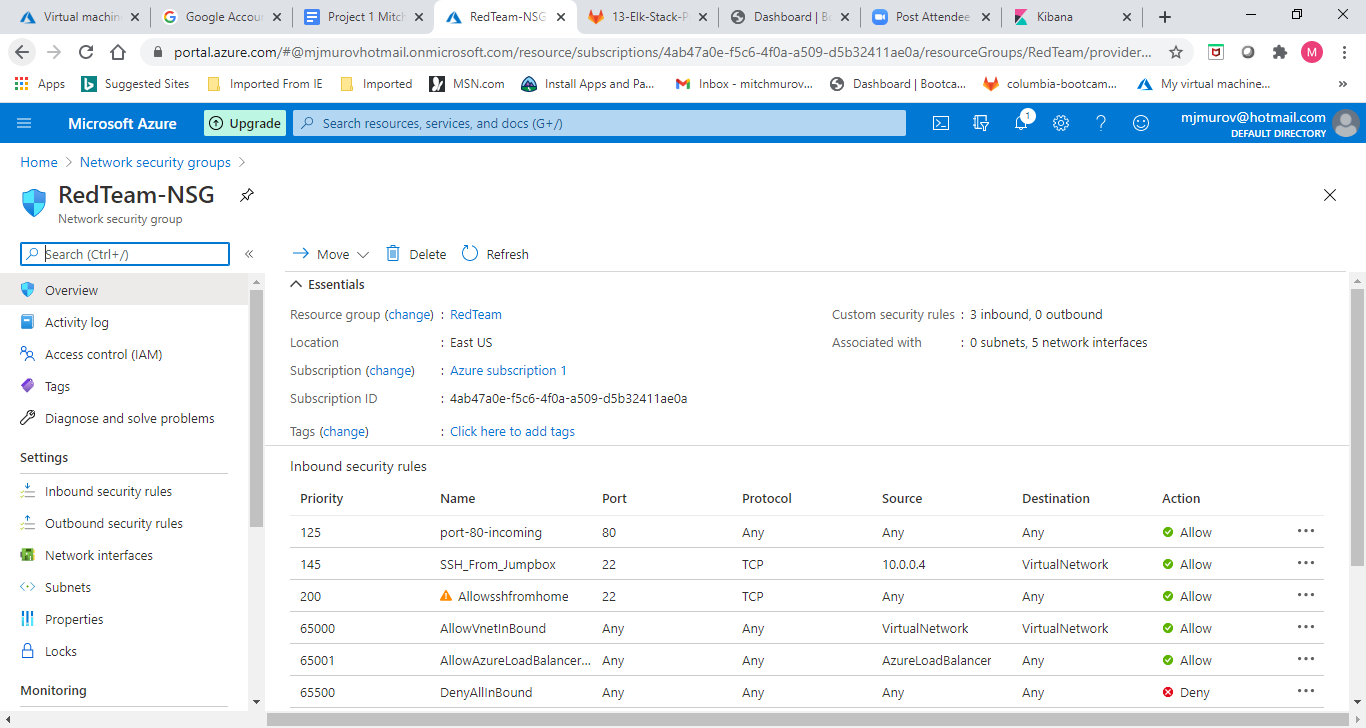 Virtual machin
Google Accou
Project 1 Mitch
RedTeam-NSG
13-Elk-Stack-P
Dashboard | Bo
Post Attendee
Kibana
portal.azure.com/#@mjmurovhotmail.onmicrosoft.com/resource/subscriptions/4ab47a0e-f5c6-4f0a-a509-d5b32411ae0a/resourceGroups/RedTeam/provider...
M
Apps
Suggested Sites
Imported From IE
Imported
MSN.com
Install Apps and Pa...
Inbox - mitchmurov...
Dashboard | Bootca...
columbia-bootcam...
My virtual machine...
»
Microsoft Azure
Upgrade
Search resources, services, and docs (G+/)
1
mjmurov@hotmail.com
DEFAULT DIRECTORY
Home > Network security groups >
RedTeam-NSG
Network security group
Search (Ctrl+/)
«
Move
Delete
Refresh
Overview
Activity log
Access control (IAM)
Tags
Diagnose and solve problems
Settings
Inbound security rules
Outbound security rules
Network interfaces
Subnets
Properties
Locks
Monitoring
Essentials
Resource group (change) : RedTeam
Location : East US
Subscription (change) : Azure subscription 1
Subscription ID : 4ab47a0e-f5c6-4f0a-a509-d5b32411ae0a
Tags (change) : Click here to add tags
Custom security rules : 3 inbound, 0 outbound
Associated with : 0 subnets, 5 network interfaces
Inbound security rules
Priority Name Port Protocol Source Destination Action
125 port-80-incoming 80 Any Any Any Allow ...
145 SSH_From_Jumpbox 22 TCP 10.0.0.4 VirtualNetwork Allow ...
200 Allowsshfromhome 22 TCP Any Any Allow ...
65000 AllowVnetInBound Any Any VirtualNetwork VirtualNetwork Allow ...
65001 AllowAzureLoadBalancer... Any Any AzureLoadBalancer Any Allow ...
65500 DenyAllInBound Any Any Any Any Deny ...